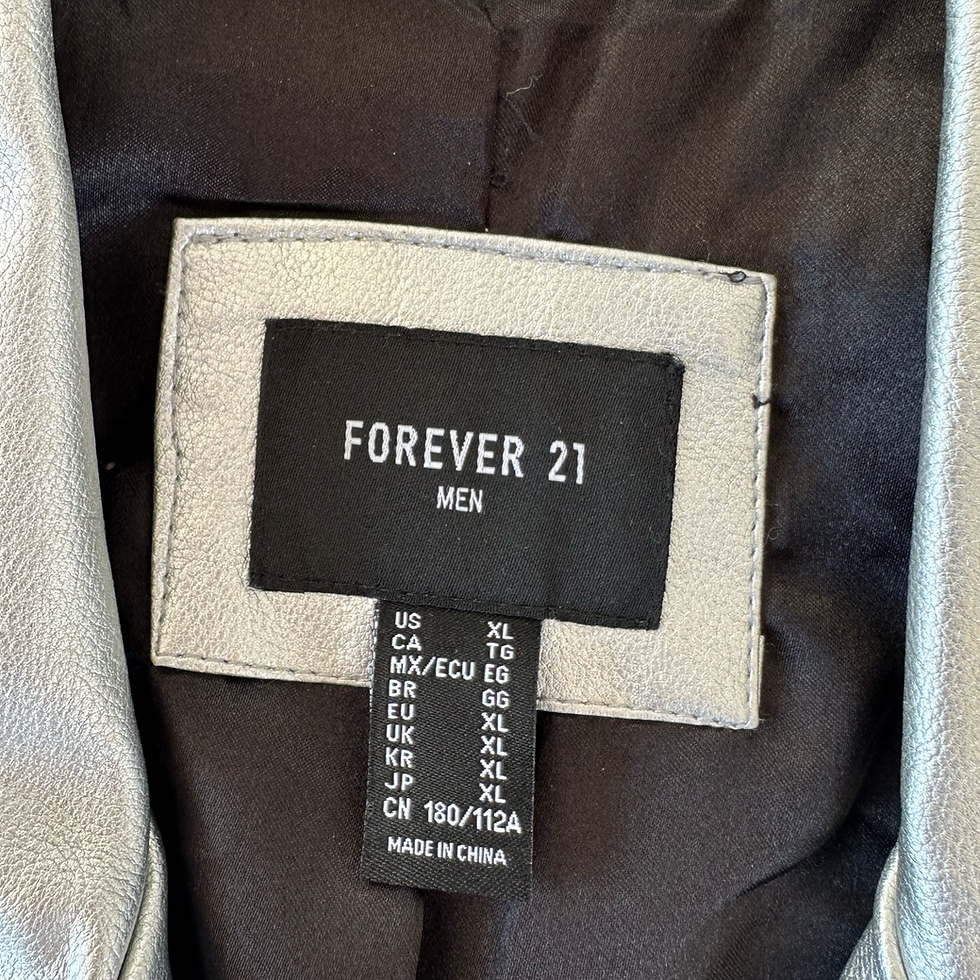 FOREVER 21
MEN
US XL
CA TG
MX/ECU EG
BR GG
EU XL
UK XL
KR XL
JP XL
CN 180/112A
MADE IN CHINA